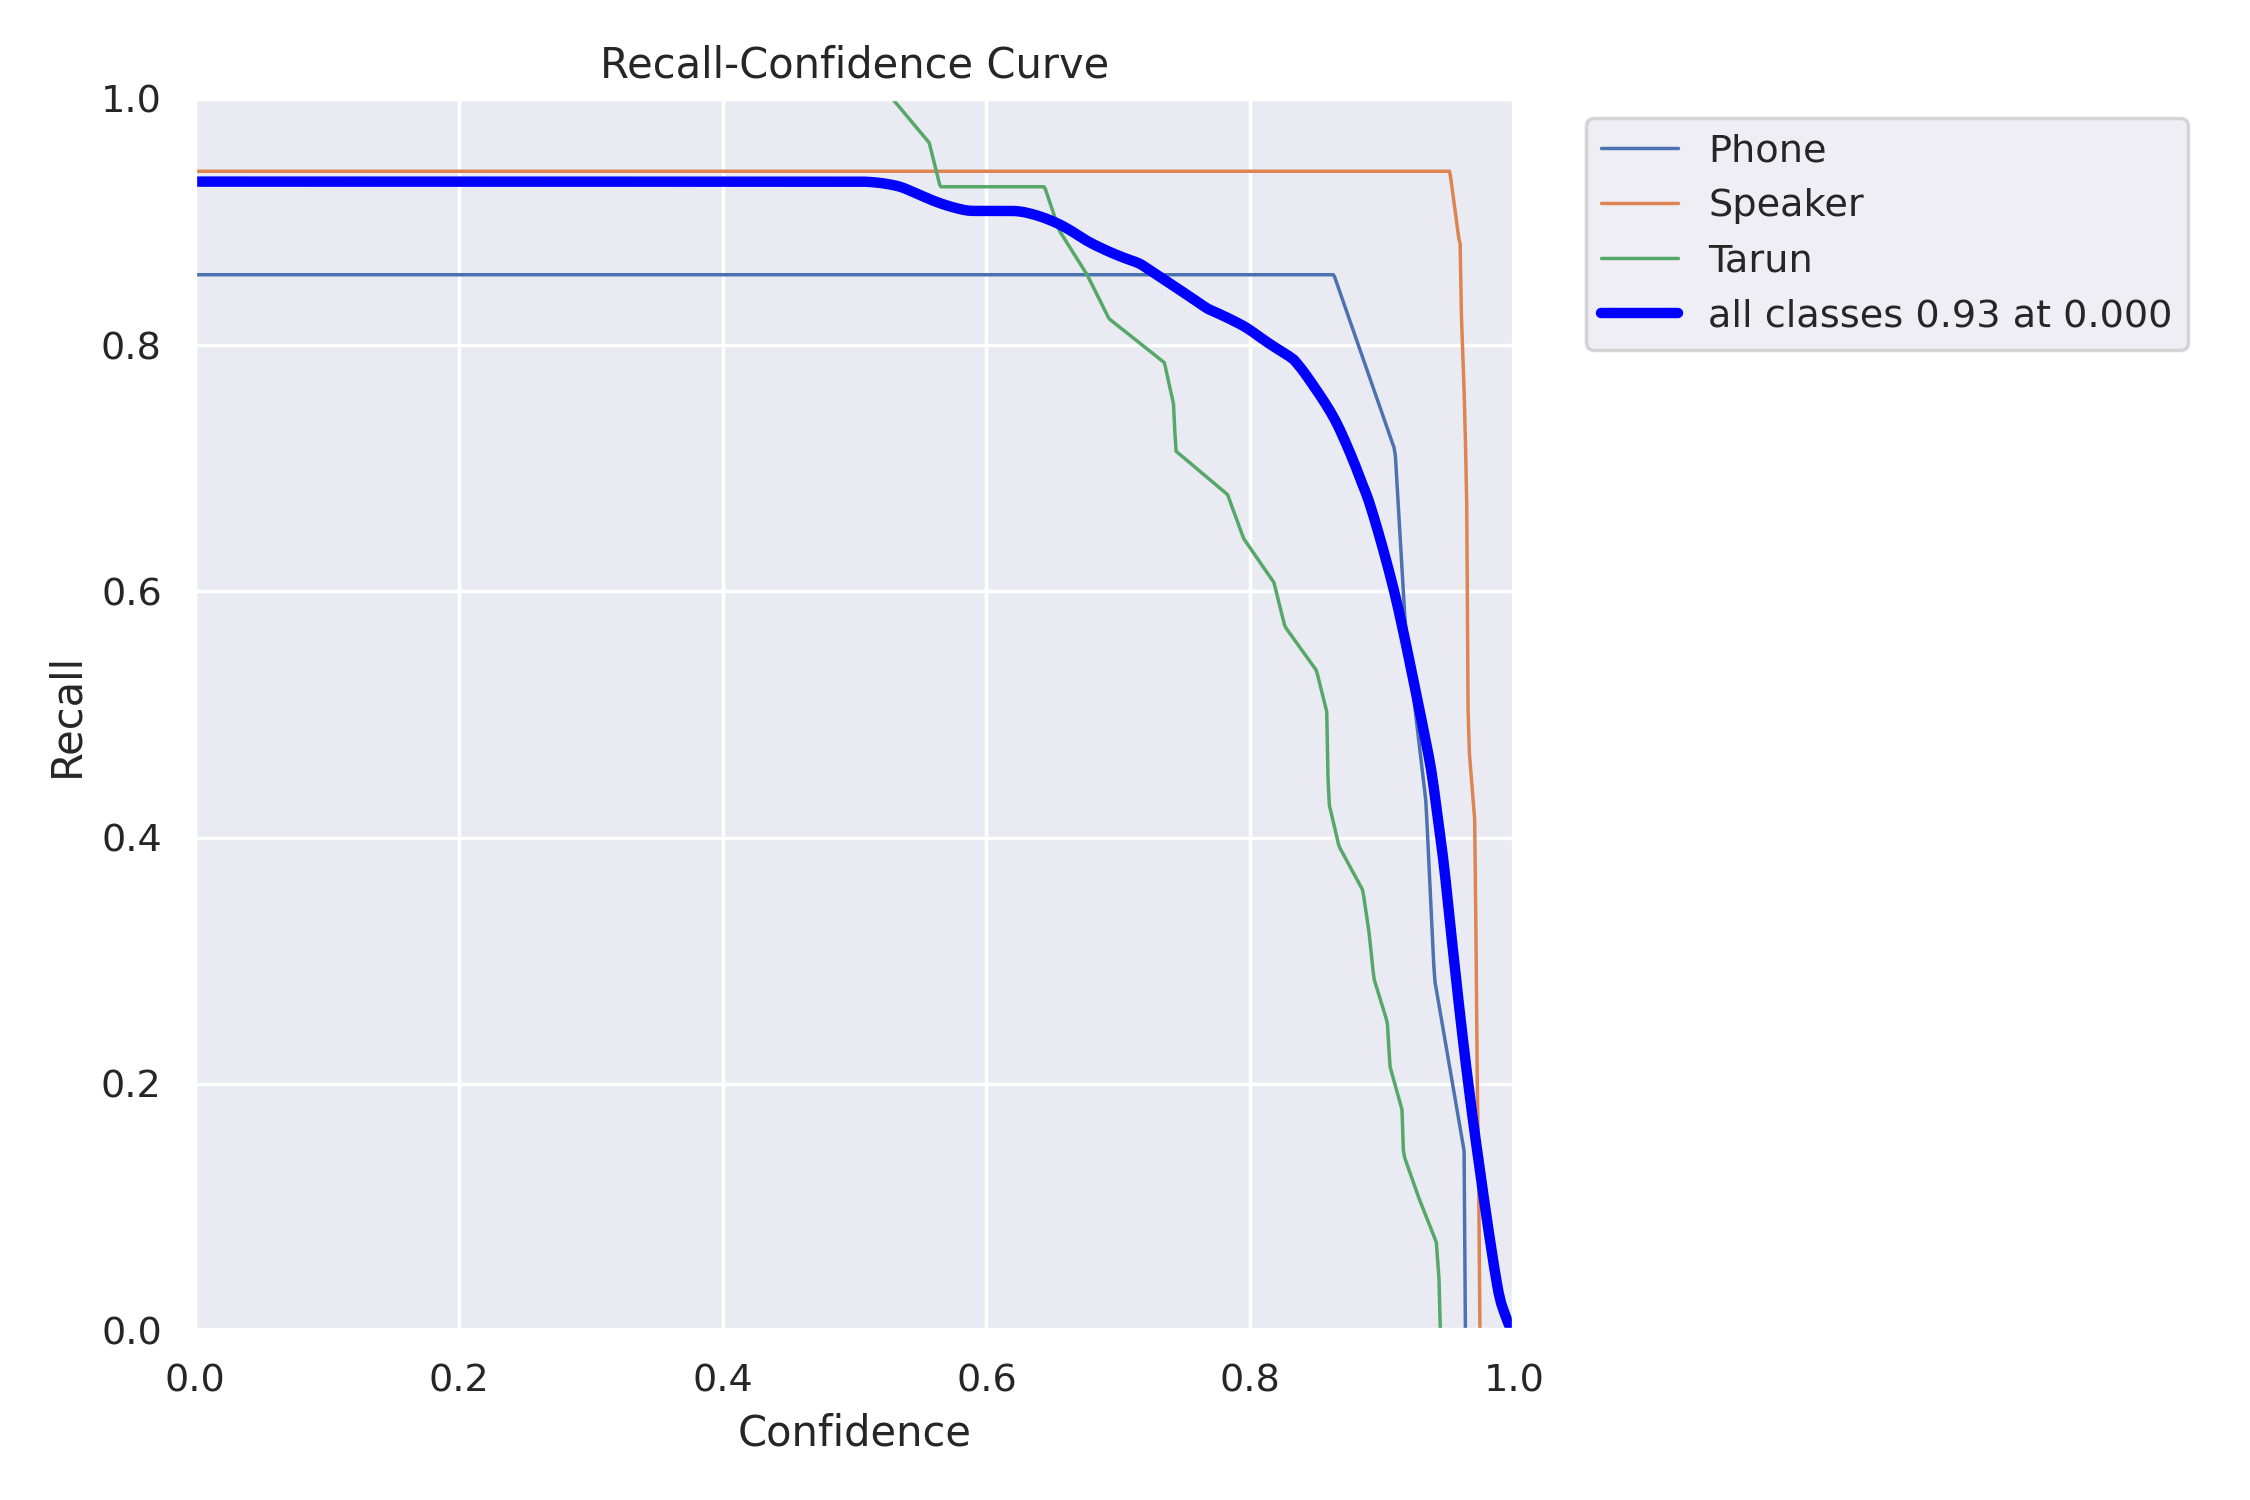 Recall-Confidence Curve
1.0
0.8
0.6
0.4
0.2
0.0
Recall
0.0 0.2 0.4 0.6 0.8 1.0
Confidence
Phone
Speaker
Tarun
all classes 0.93 at 0.000